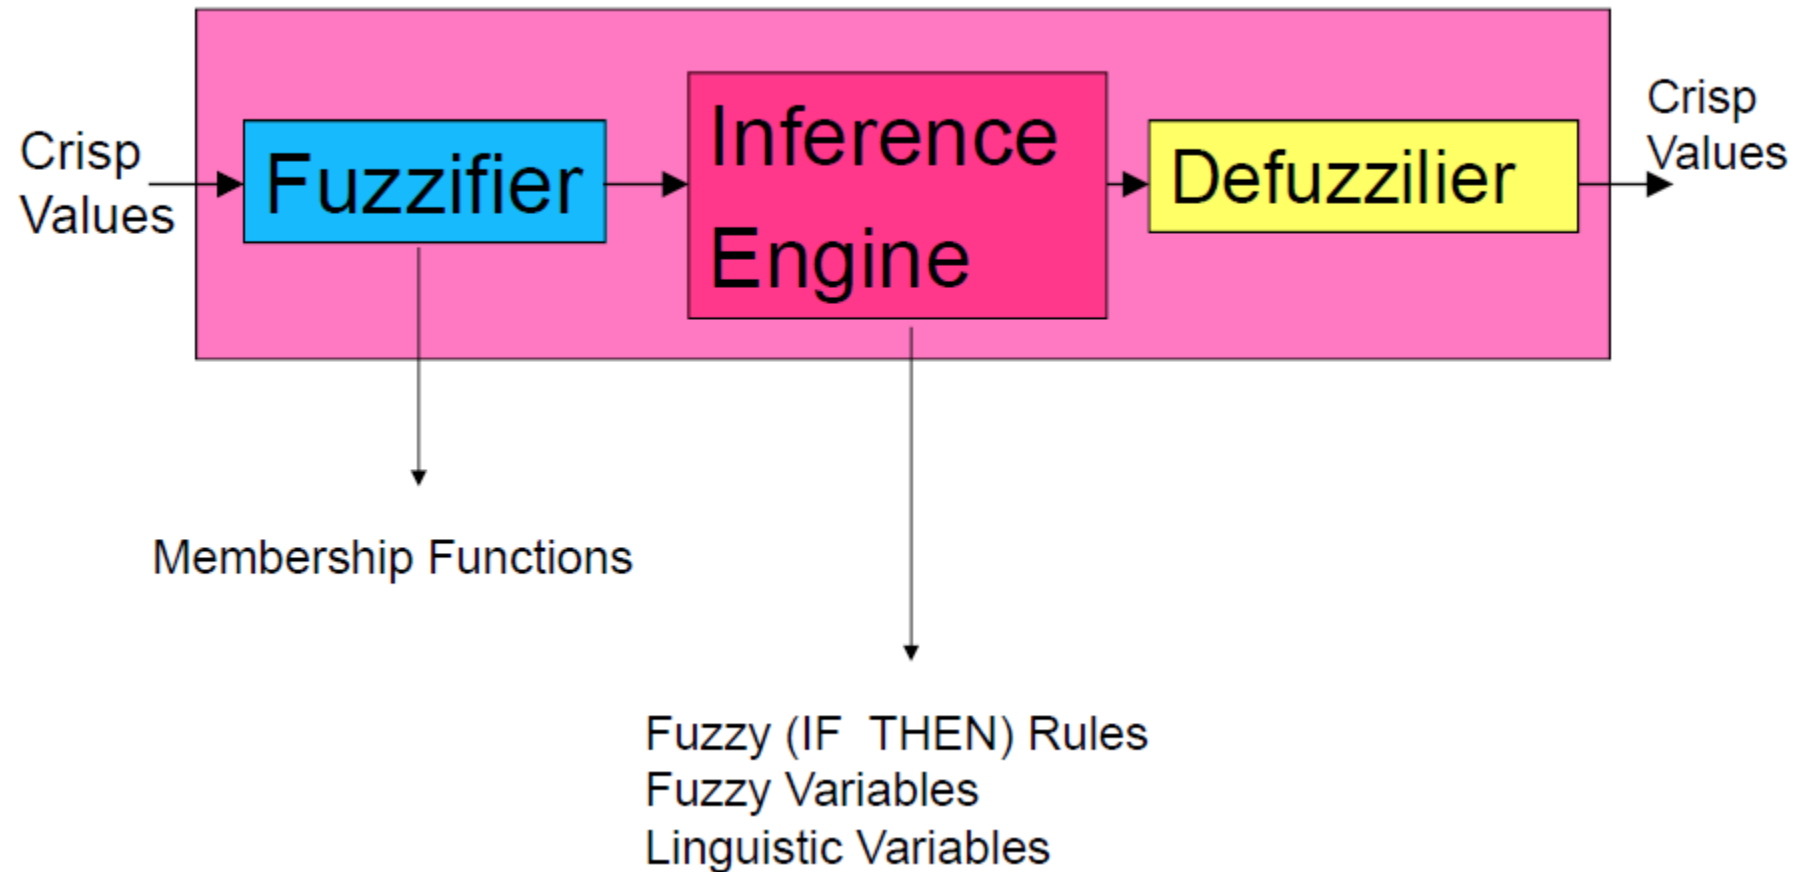 Crisp
Values
Fuzzifier
Inference
Engine
Defuzzilier
Crisp
Values
Membership Functions
Fuzzy (IF  THEN) Rules
Fuzzy Variables
Linguistic Variables